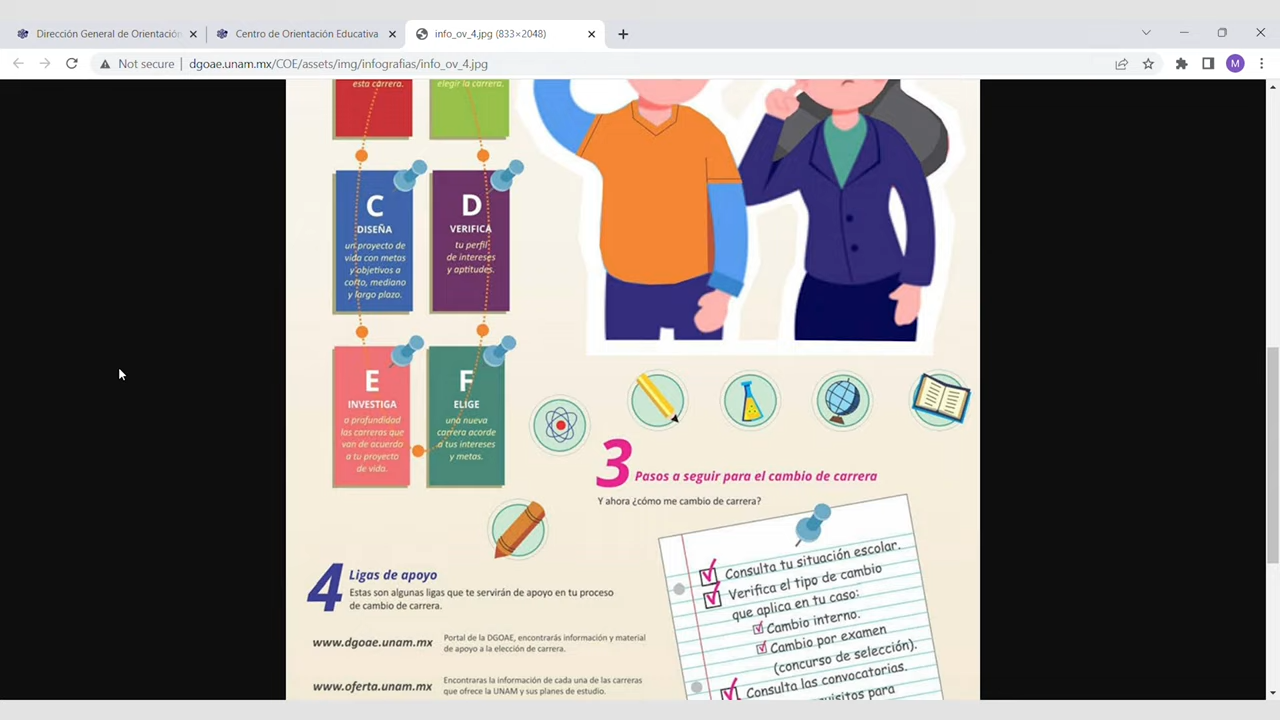 Dirección General de Orientación
Centro de Orientación Educativa
info_ov_4.jpg (833×2048)
Not secure
dgoae.unam.mx/COE/assets/img/infografias/info_ov_4.jpg
M
esta carrera.
elegir la carrera.
C
DISEÑA
un proyecto de
vida con metas
y objetivos a
corto, mediano
y largo plazo.
D
VERIFICA
tu perfil
de intereses
y aptitudes.
E
INVESTIGA
a profundidad
las carreras que
van de acuerdo
a tu proyecto
de vida.
F
ELIGE
una nueva
carrera acorde
a tus intereses
y metas.
3 Pasos a seguir para el cambio de carrera
Y ahora ¿cómo me cambio de carrera?
Consulta tu situación escolar.
Verifica el tipo de cambio
que aplica en tu caso:
Cambio interno.
Cambio por examen
(concurso de selección).
Consulta las convocatorias.
4 Ligas de apoyo
Estas son algunas ligas que te servirán de apoyo en tu proceso
de cambio de carrera.
www.dgoae.unam.mx
Portal de la DGOAE, encontrarás información y material
de apoyo a la elección de carrera.
www.oferta.unam.mx
Encontraras la información de cada una de las carreras
que ofrece la UNAM y sus planes de estudio.